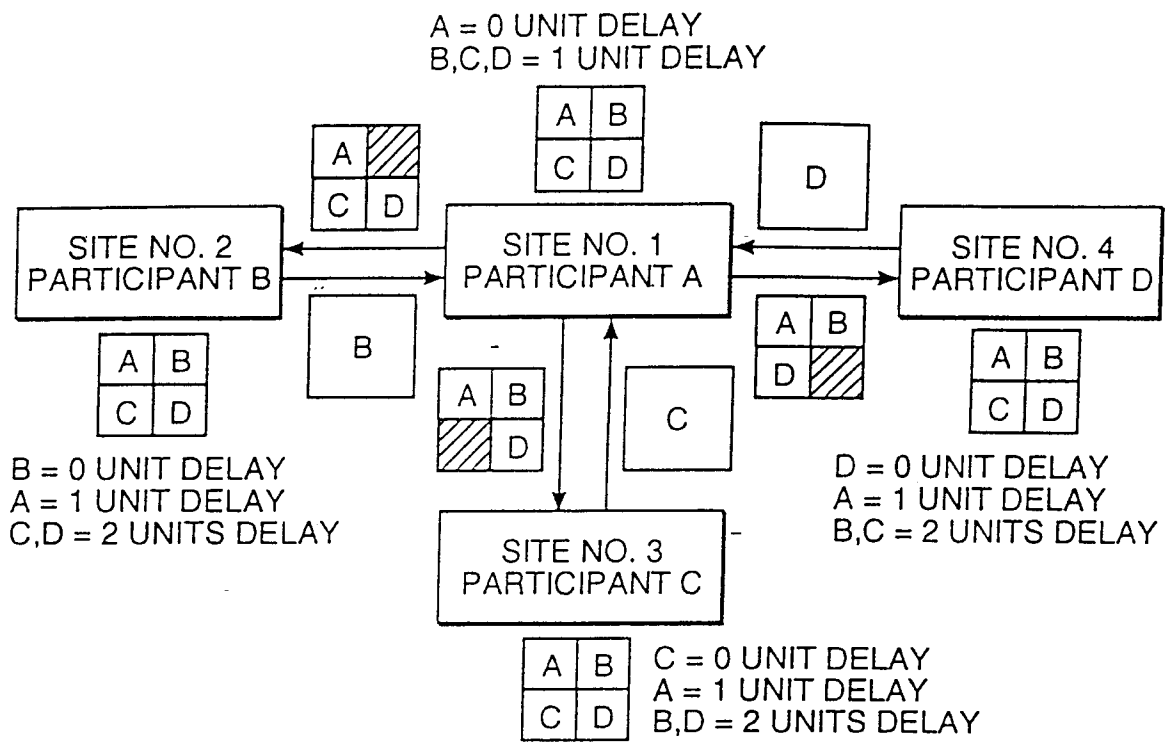 A = 0 UNIT DELAY
B,C,D = 1 UNIT DELAY
A B
C D
A
C D
D
SITE NO. 2
PARTICIPANT B
SITE NO. 1
PARTICIPANT A
SITE NO. 4
PARTICIPANT D
B
A B
D
A B
C D
B = 0 UNIT DELAY
A = 1 UNIT DELAY
C,D = 2 UNITS DELAY
A B
D
C
A B
C D
D = 0 UNIT DELAY
A = 1 UNIT DELAY
B,C = 2 UNITS DELAY
SITE NO. 3
PARTICIPANT C
A B
C D
C = 0 UNIT DELAY
A = 1 UNIT DELAY
B,D = 2 UNITS DELAY